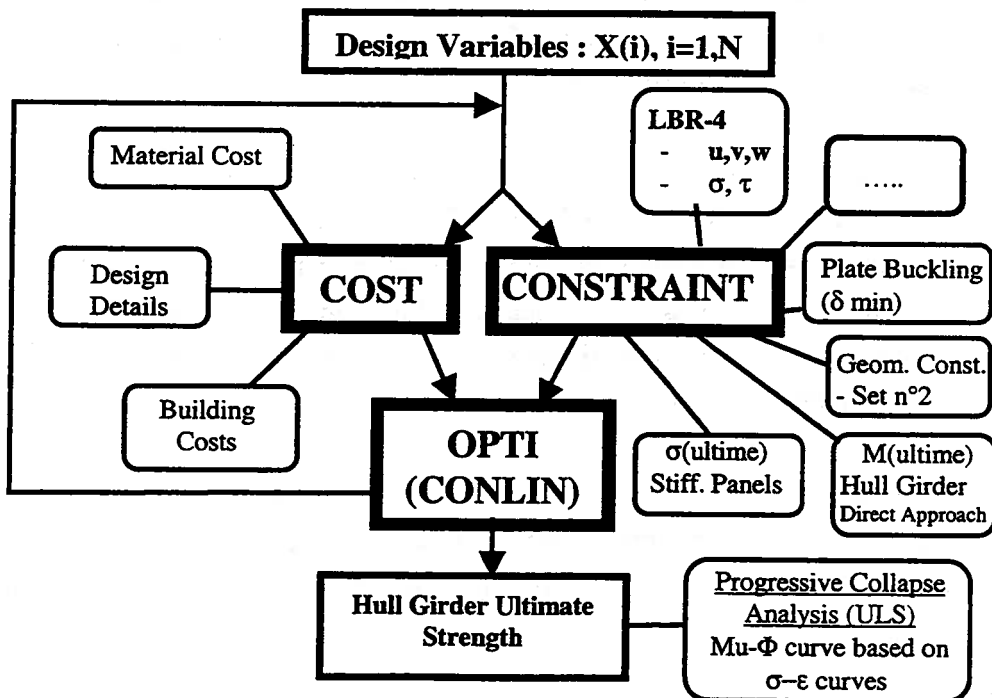 Design Variables : X(i), i=1,N
LBR-4
- u,v,w
- σ, τ
Material Cost
.....
Design
Details
COST
CONSTRAINT
Plate Buckling
(δ min)
Geom. Const.
- Set n°2
Building
Costs
OPTI
(CONLIN)
σ(ultime)
Stiff. Panels
M(ultime)
Hull Girder
Direct Approach
Hull Girder Ultimate
Strength
Progressive Collapse
Analysis (ULS)
Mu-Φ curve based on
σ–ε curves